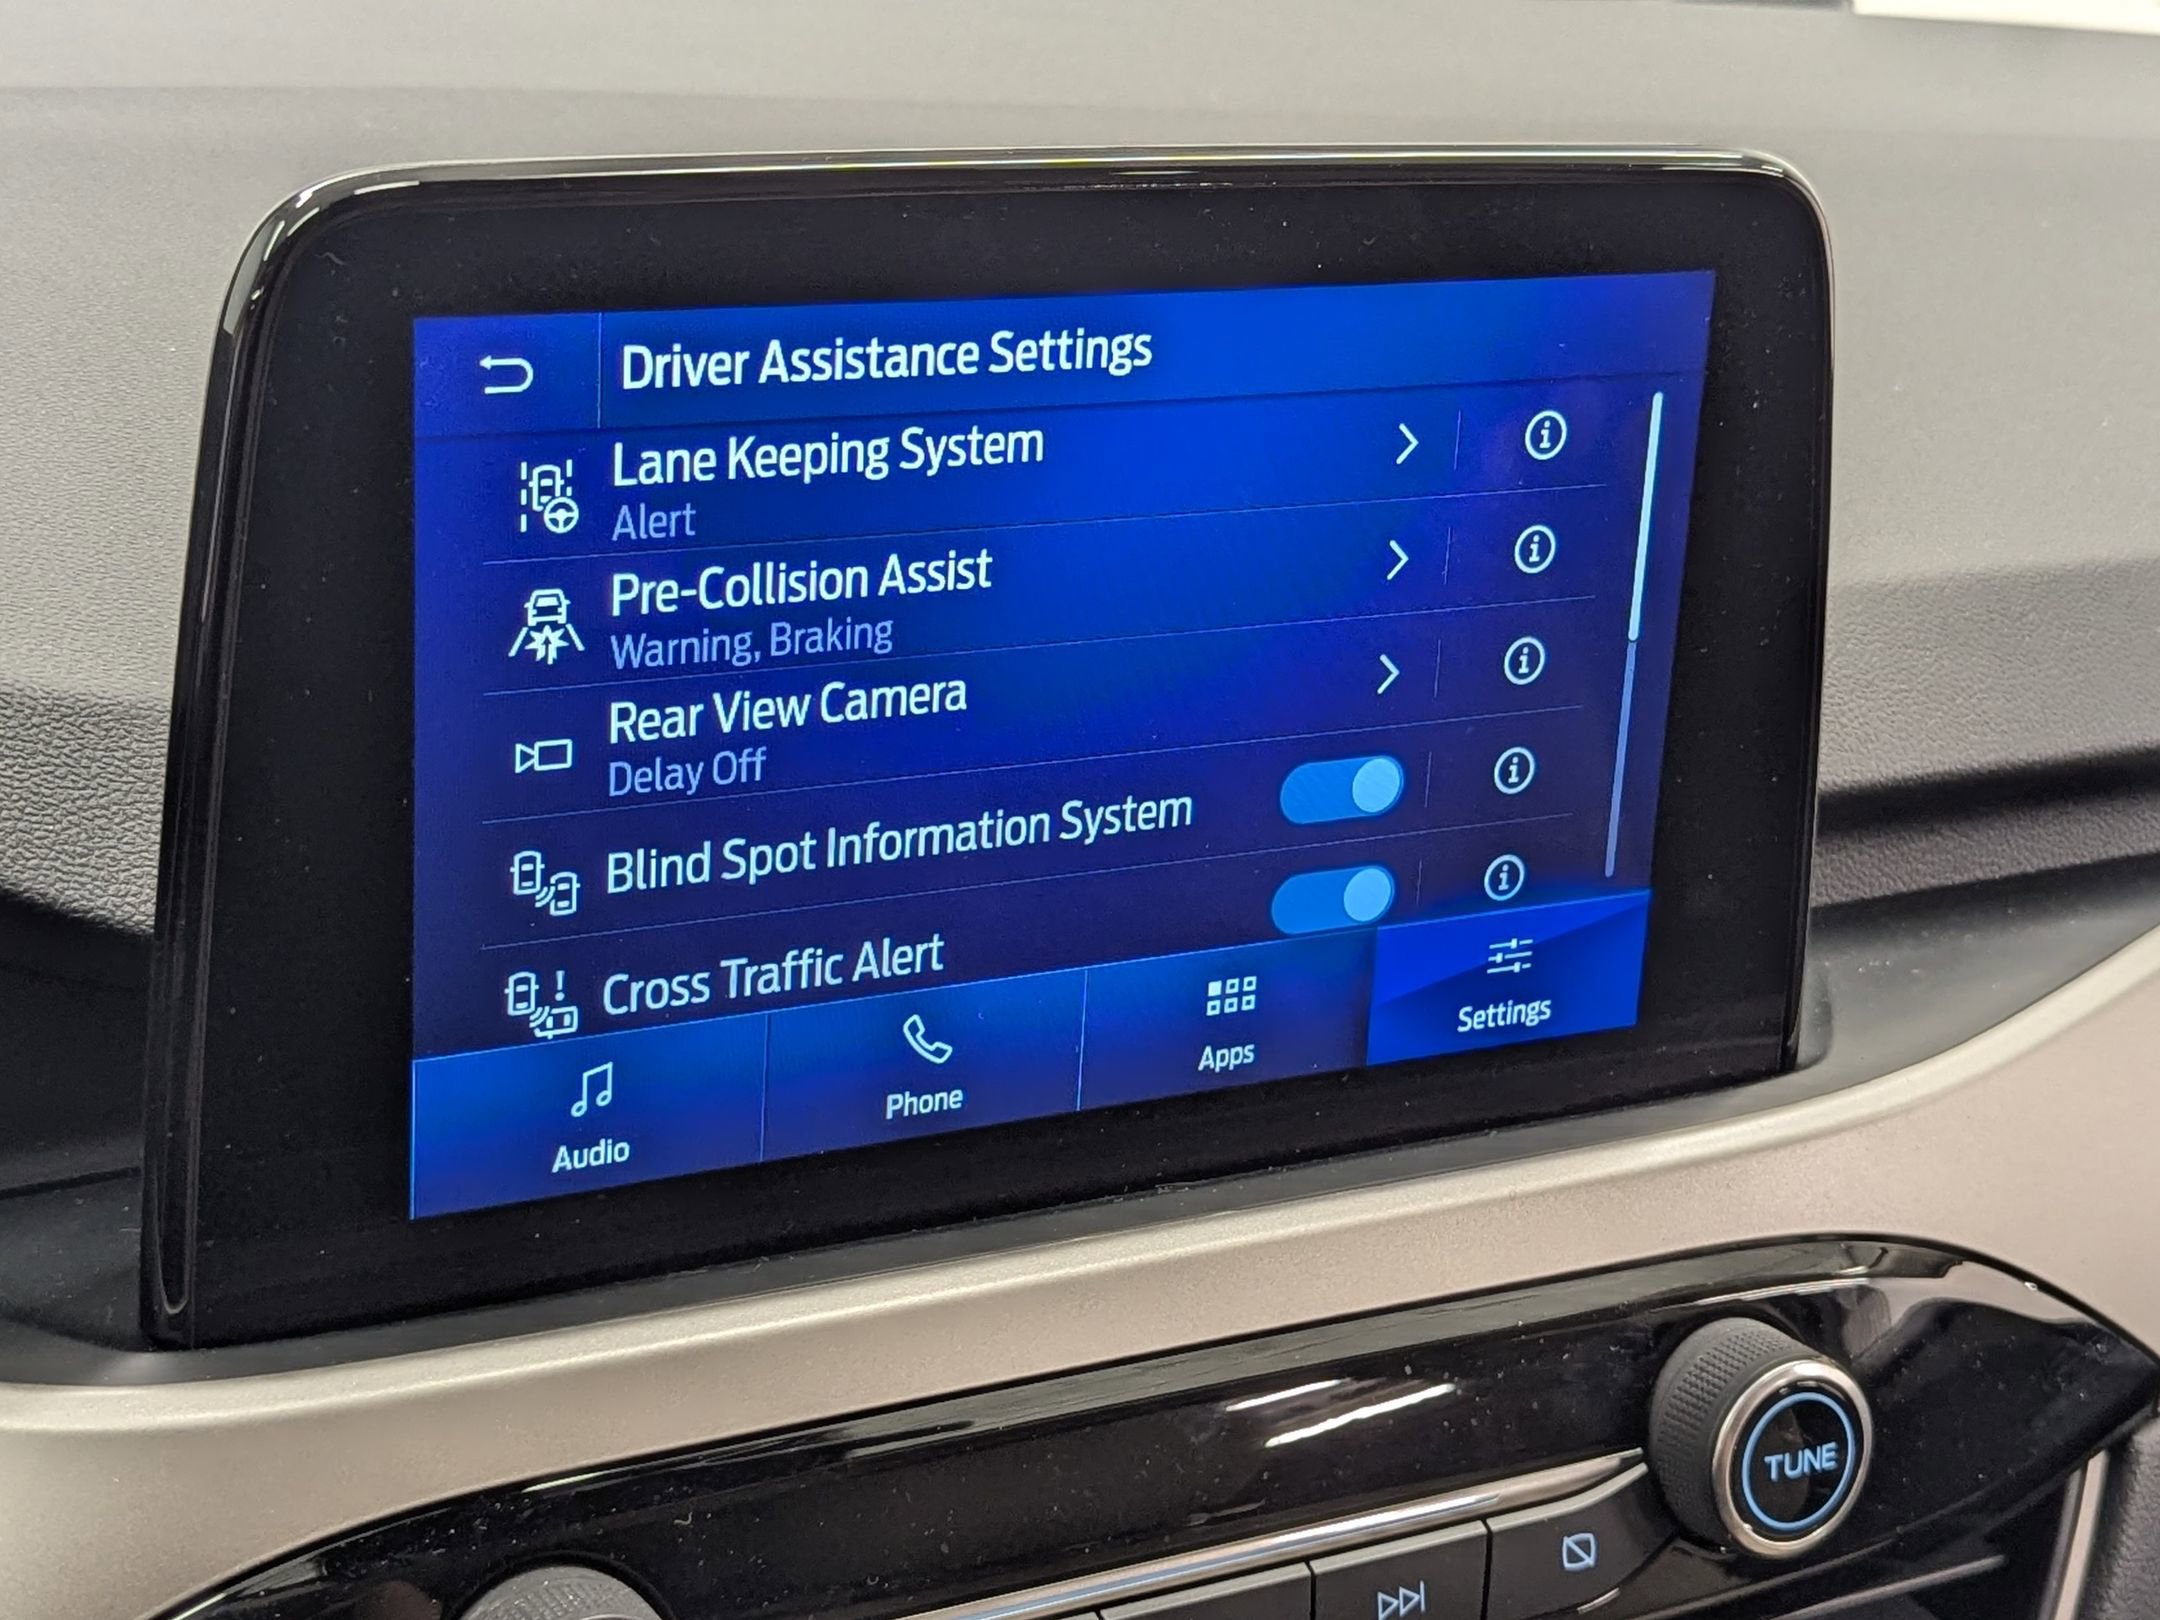 Driver Assistance Settings
Lane Keeping System
Alert
Pre-Collision Assist
Warning, Braking
Rear View Camera
Delay Off
Blind Spot Information System
Cross Traffic Alert
Audio
Phone
Apps
Settings
TUNE